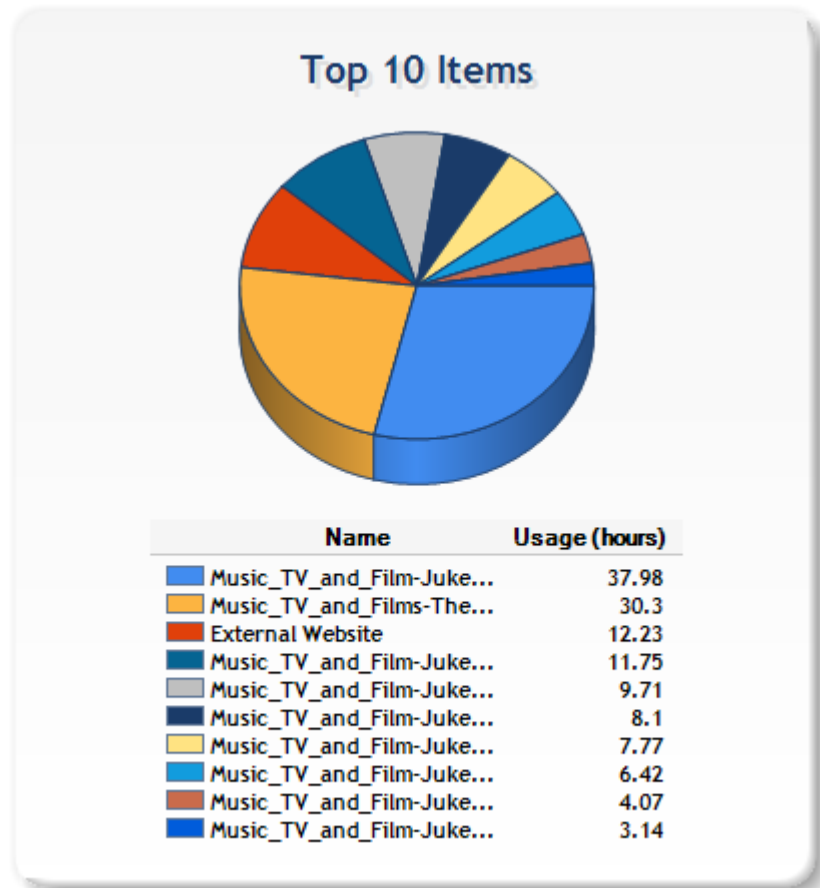 Top 10 Items
Name Usage (hours)
Music_TV_and_Film-Juke... 37.98
Music_TV_and_Films-The... 30.3
External Website 12.23
Music_TV_and_Film-Juke... 11.75
Music_TV_and_Film-Juke... 9.71
Music_TV_and_Film-Juke... 8.1
Music_TV_and_Film-Juke... 7.77
Music_TV_and_Film-Juke... 6.42
Music_TV_and_Film-Juke... 4.07
Music_TV_and_Film-Juke... 3.14